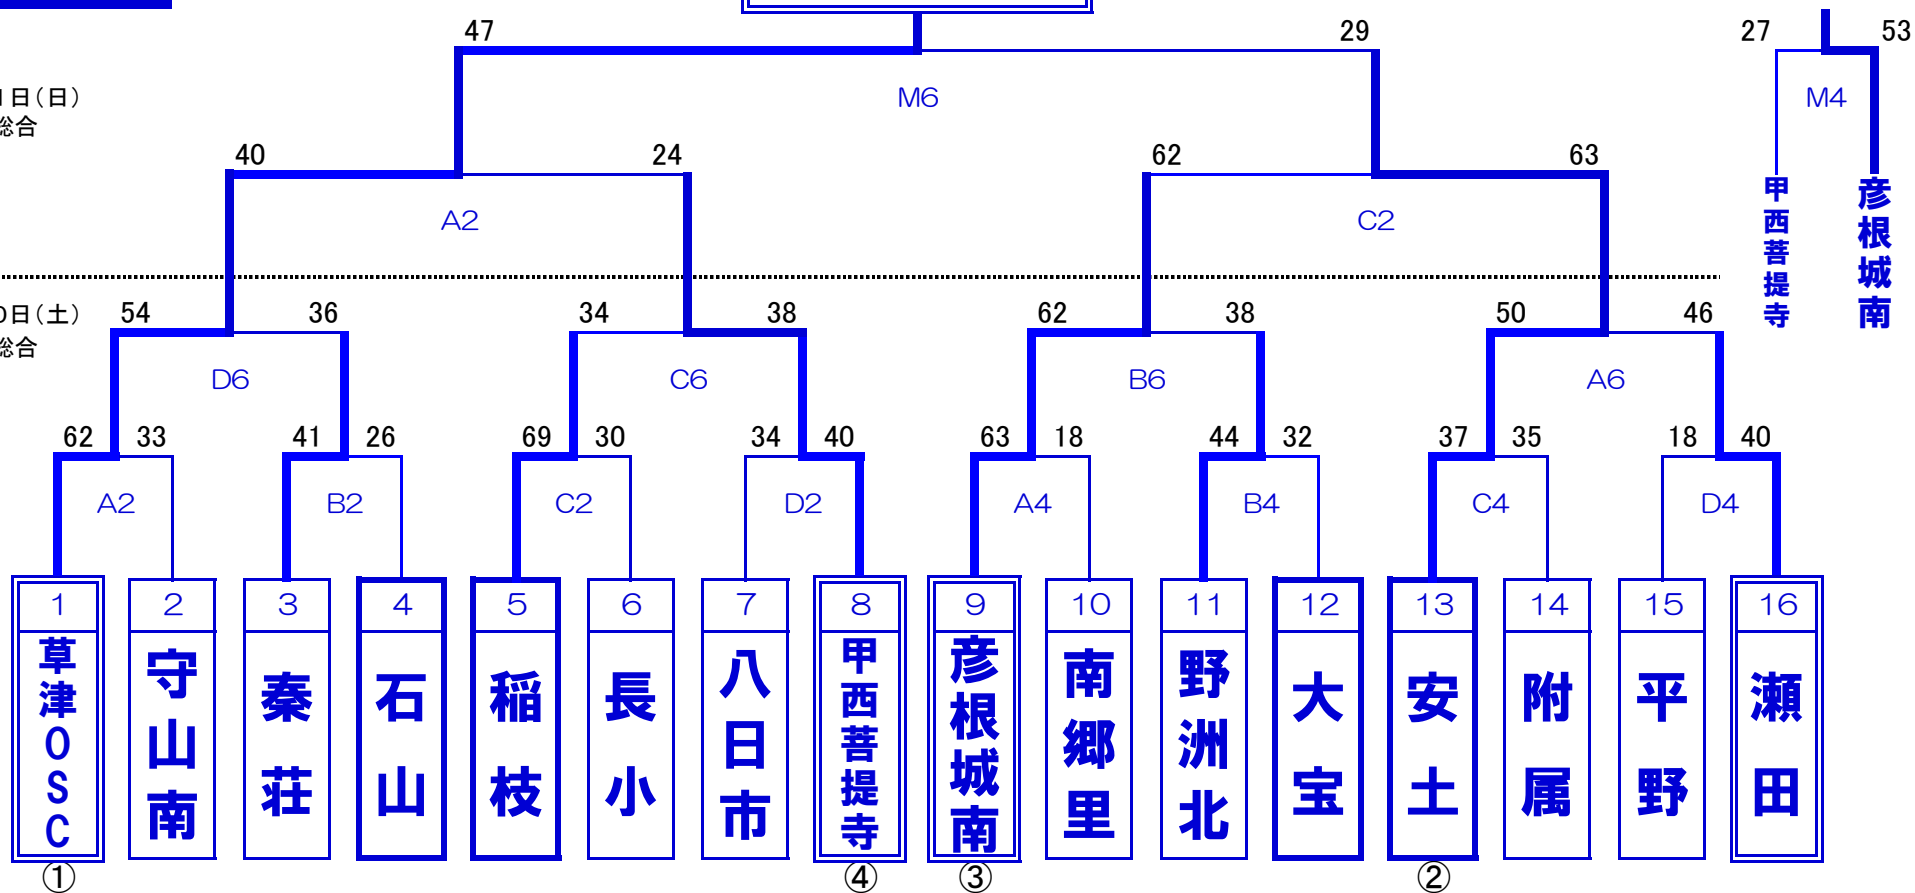 47 29 27 53
日(日)
M6 M4
総合
40 24 62 63
甲西菩提寺 彦根城南
A2 C2
日(土)
54 36 34 38 62 38 50 46
総合
D6 C6 B6 A6
62 33 41 26 69 30 34 40 63 18 44 32 37 35 18 40
A2 B2 C2 D2 A4 B4 C4 D4
1 2 3 4 5 6 7 8 9 10 11 12 13 14 15 16
草津OSC 守山南 秦荘 石山 稲枝 長小 八日市 甲西菩提寺 彦根城南 南郷里 野洲北 大宝 安土 附属 平野 瀬田
① ④ ③ ②